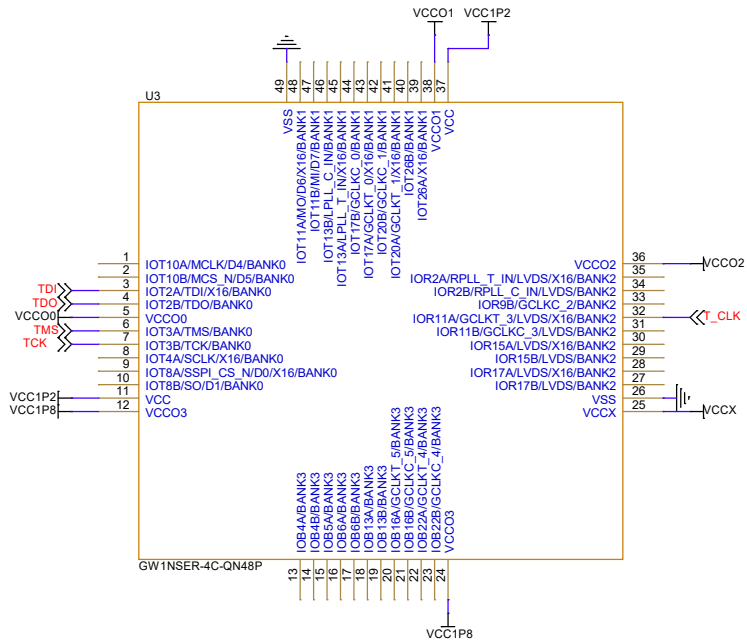 VCCO1
VCC1P2
49
48
47
46
45
44
43
42
41
40
39
38
37
U3
VSS
IOT11A/MO/D6/X16/BANK1
IOT11B/MI/D7/BANK1
IOT13B/LPLL_C_IN/BANK1
IOT13A/LPLL_T_IN/X16/BANK1
IOT17B/GCLKC_0/BANK1
IOT17A/GCLKT_0/X16/BANK1
IOT20B/GCLKC_1/BANK1
IOT20A/GCLKT_1/X16/BANK1
IOT26B/BANK1
IOT26A/X16/BANK1
VCCO1
VCC
1 IOT10A/MCLK/D4/BANK0
2 IOT10B/MCS_N/D5/BANK0
TDI 3 IOT2A/TDI/X16/BANK0
TDO 4 IOT2B/TDO/BANK0
VCCO0 5 VCCO0
TMS 6 IOT3A/TMS/BANK0
TCK 7 IOT3B/TCK/BANK0
8 IOT4A/SCLK/X16/BANK0
9 IOT8A/SSPI_CS_N/D0/X16/BANK0
10 IOT8B/SO/D1/BANK0
VCC1P2 11 VCC
VCC1P8 12 VCCO3
VCCO2 36 VCCO2
IOR2A/RPLL_T_IN/LVDS/X16/BANK2 35
IOR2B/RPLL_C_IN/LVDS/BANK2 34
IOR9B/GCLKC_2/BANK2 33
IOR11A/GCLKT_3/LVDS/X16/BANK2 32 T_CLK
IOR11B/GCLKC_3/LVDS/BANK2 31
IOR15A/LVDS/X16/BANK2 30
IOR15B/LVDS/BANK2 29
IOR17A/LVDS/X16/BANK2 28
IOR17B/LVDS/BANK2 27
VSS 26
VCCX 25 VCCX
IOB4A/BANK3
IOB4B/BANK3
IOB5A/BANK3
IOB6A/BANK3
IOB6B/BANK3
IOB13A/BANK3
IOB13B/BANK3
IOB16A/GCLKT_5/BANK3
IOB16B/GCLKC_5/BANK3
IOB22A/GCLKT_4/BANK3
IOB22B/GCLKC_4/BANK3
VCCO3
GW1NSER-4C-QN48P
13
14
15
16
17
18
19
20
21
22
23
24
VCC1P8